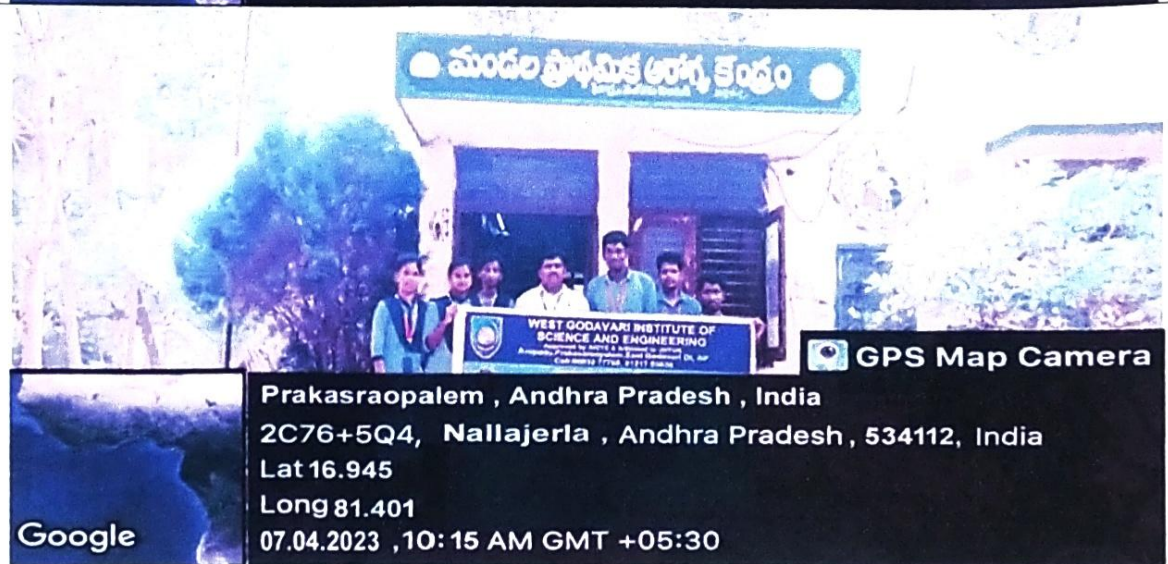 మండల ప్రాథమిక ఆరోగ్య కేంద్రం
WEST GODAVARI INSTITUTE OF
SCIENCE AND ENGINEERING
GPS Map Camera
Prakasraopalem , Andhra Pradesh , India
2C76+5Q4, Nallajerla , Andhra Pradesh , 534112, India
Lat 16.945
Long 81.401
07.04.2023 ,10:15 AM GMT +05:30
Google